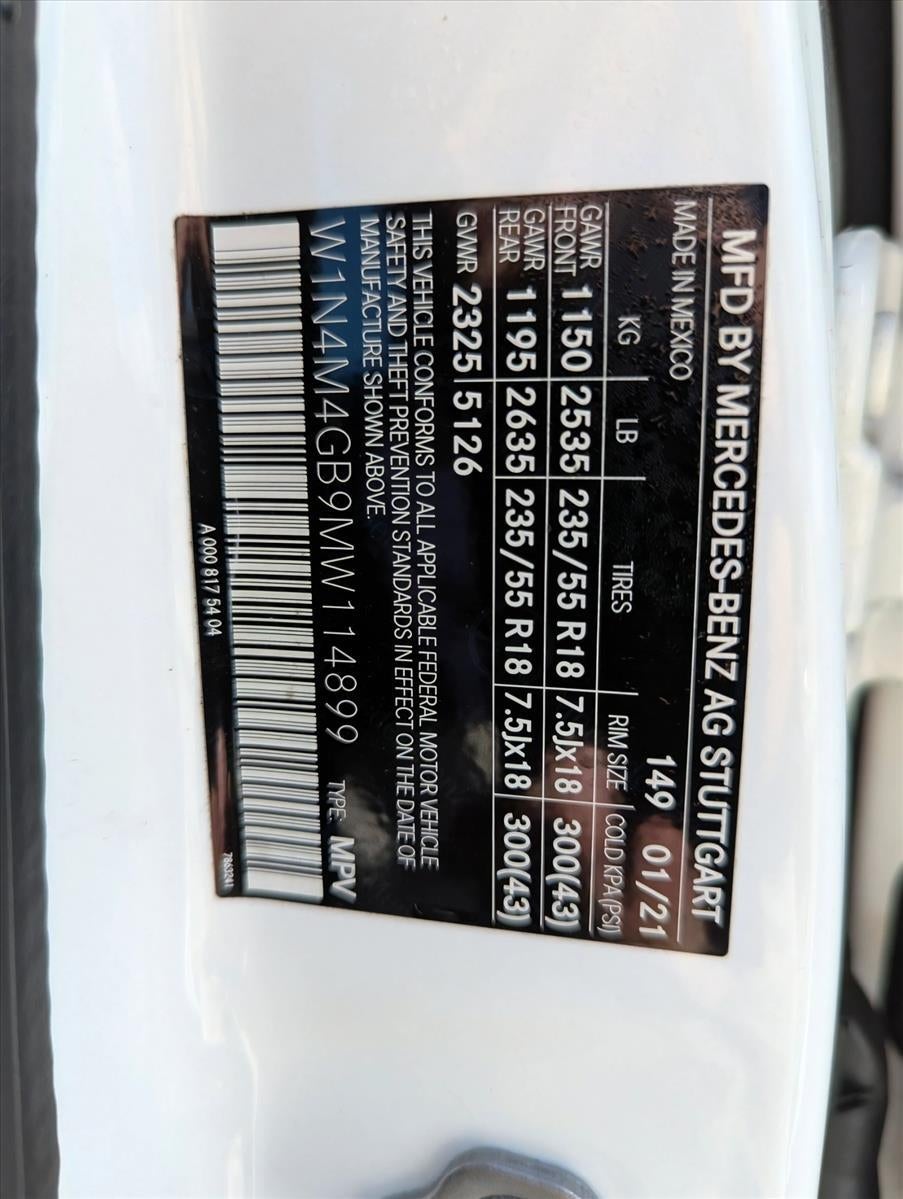 MFD BY MERCEDES-BENZ AG STUTTGART
MADE IN MEXICO 149 01/21
KG LB TIRES RIM SIZE COLD KPA(PSI)
GAWR FRONT 1150 2535 235/55 R18 7.5Jx18 300(43)
GAWR REAR 1195 2635 235/55 R18 7.5Jx18 300(43)
GVWR 2325 5126
THIS VEHICLE CONFORMS TO ALL APPLICABLE FEDERAL MOTOR VEHICLE
SAFETY AND THEFT PREVENTION STANDARDS IN EFFECT ON THE DATE OF
MANUFACTURE SHOWN ABOVE.
W1N4M4GB9MW114899 TYPE: MPV
A 000 817 54 04 7863241